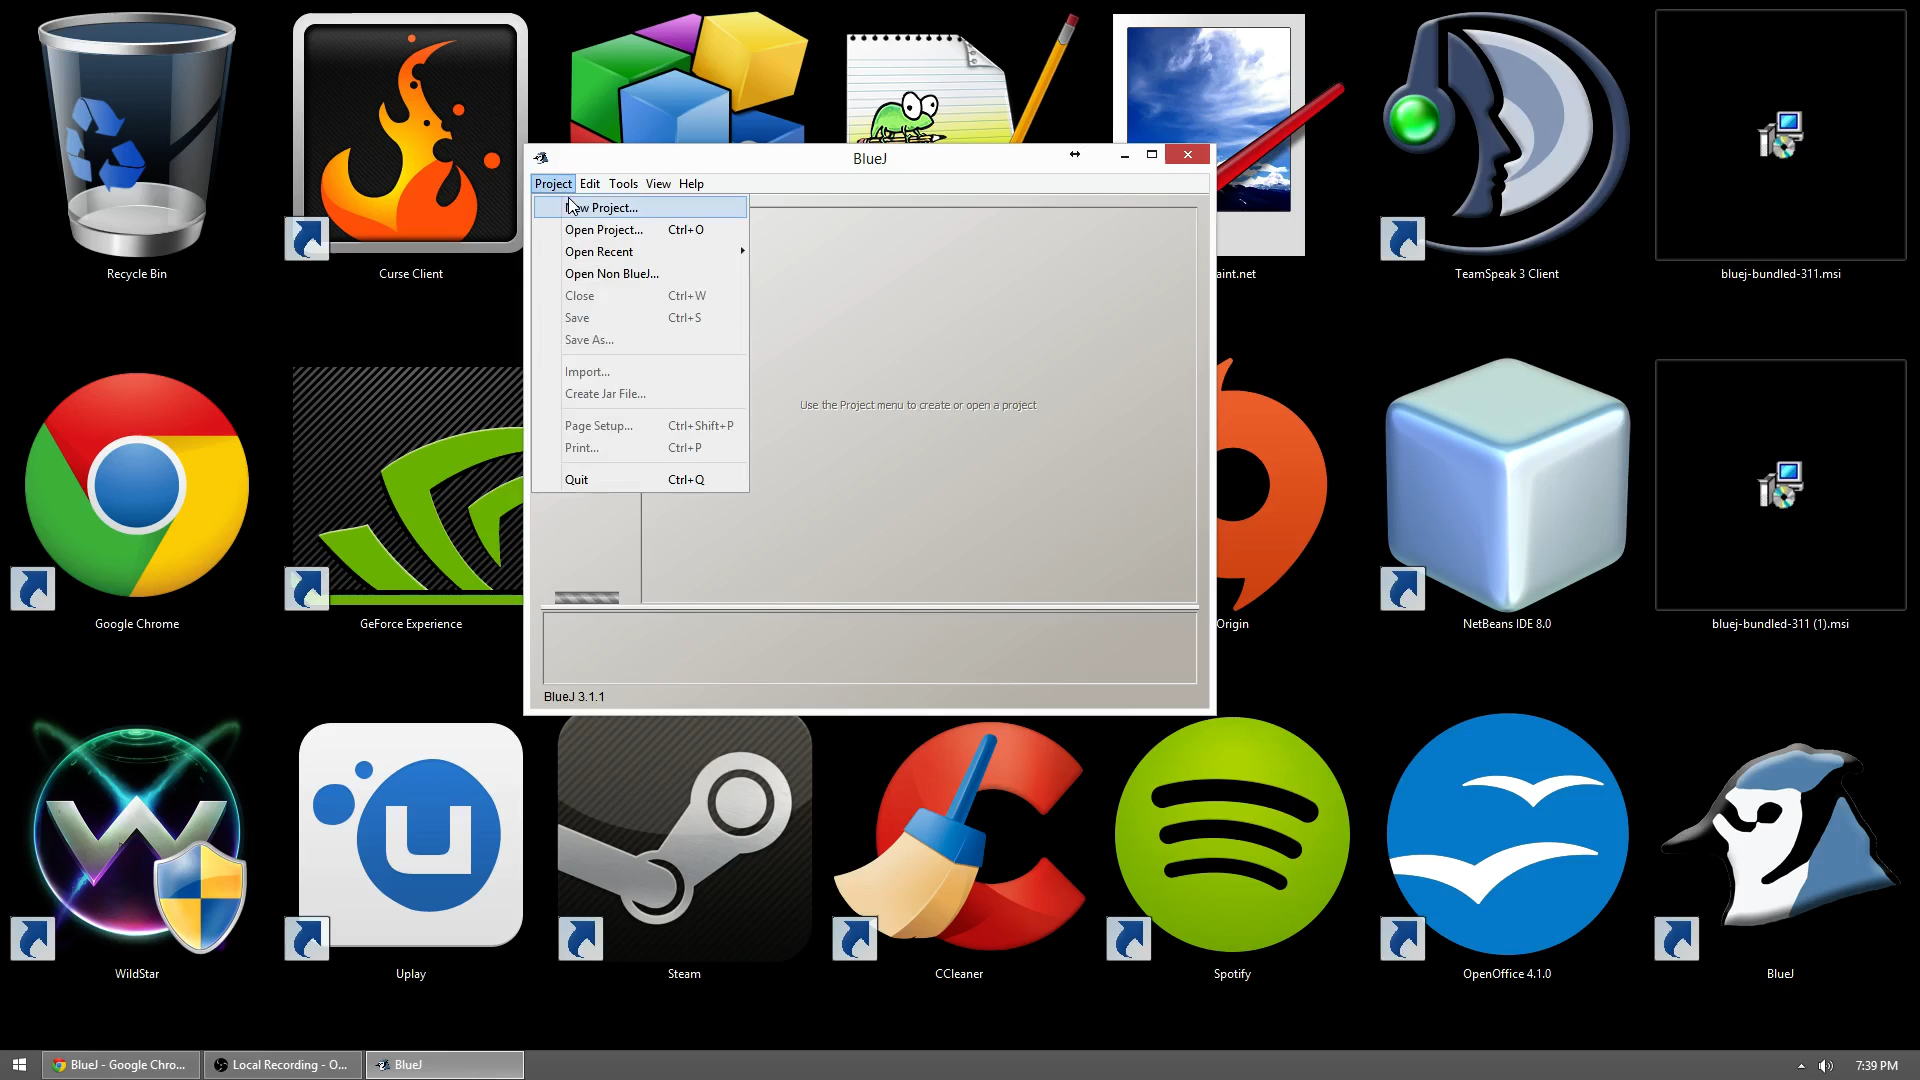 BlueJ
Project Edit Tools View Help
New Project...
Open Project... Ctrl+O
Open Recent
Open Non BlueJ...
Close Ctrl+W
Save Ctrl+S
Save As...
Import...
Create Jar File...
Page Setup... Ctrl+Shift+P
Print... Ctrl+P
Quit Ctrl+Q
Use the Project menu to create or open a project
BlueJ 3.1.1
Recycle Bin
Curse Client
aint.net
TeamSpeak 3 Client
bluej-bundled-311.msi
Google Chrome
GeForce Experience
Origin
NetBeans IDE 8.0
bluej-bundled-311 (1).msi
WildStar
Uplay
Steam
CCleaner
Spotify
OpenOffice 4.1.0
BlueJ
BlueJ - Google Chro...
Local Recording - O...
BlueJ
7:39 PM